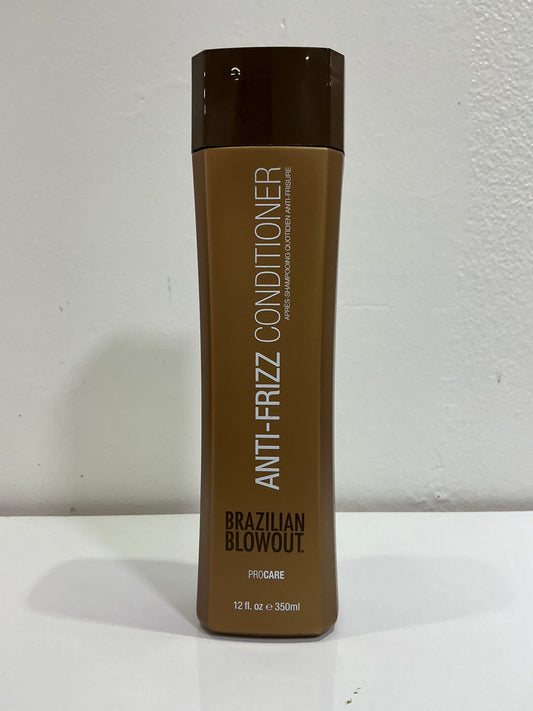 ANTI-FRIZZ CONDITIONER
APRÈS-SHAMPOOING QUOTIDIEN ANTI-FRISURE
BRAZILIAN
BLOWOUT.
PROCARE
12 fl. oz e 350ml